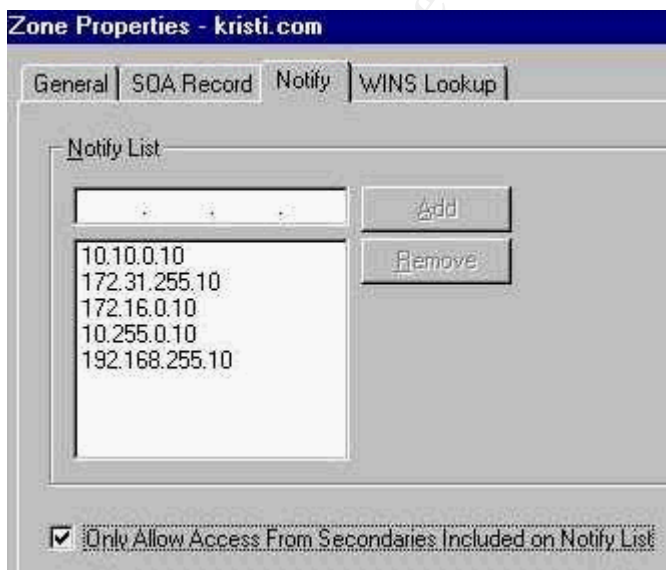 Zone Properties - kristi.com
General SOA Record Notify WINS Lookup
Notify List
. . . Add
10.10.0.10 Remove
172.31.255.10
172.16.0.10
10.255.0.10
192.168.255.10
Only Allow Access From Secondaries Included on Notify List